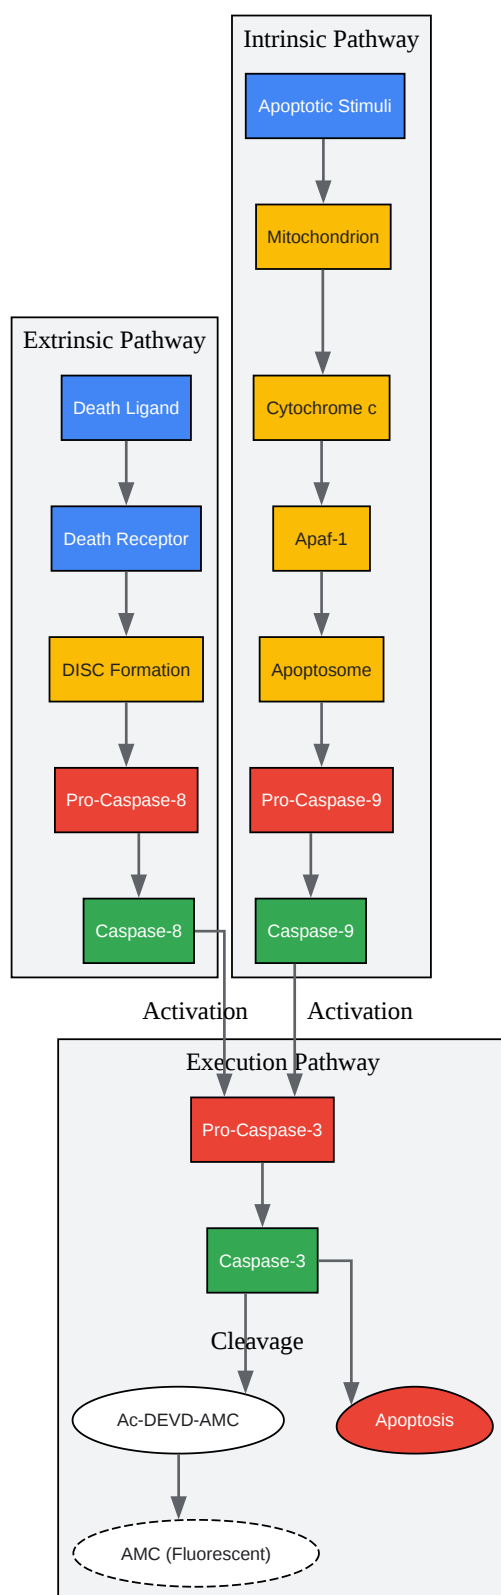 Intrinsic Pathway
Apoptotic Stimuli
Mitochondrion
Cytochrome c
Apaf-1
Apoptosome
Pro-Caspase-9
Caspase-9
Extrinsic Pathway
Death Ligand
Death Receptor
DISC Formation
Pro-Caspase-8
Caspase-8
Activation
Activation
Execution Pathway
Pro-Caspase-3
Caspase-3
Cleavage
Ac-DEVD-AMC
Apoptosis
AMC (Fluorescent)